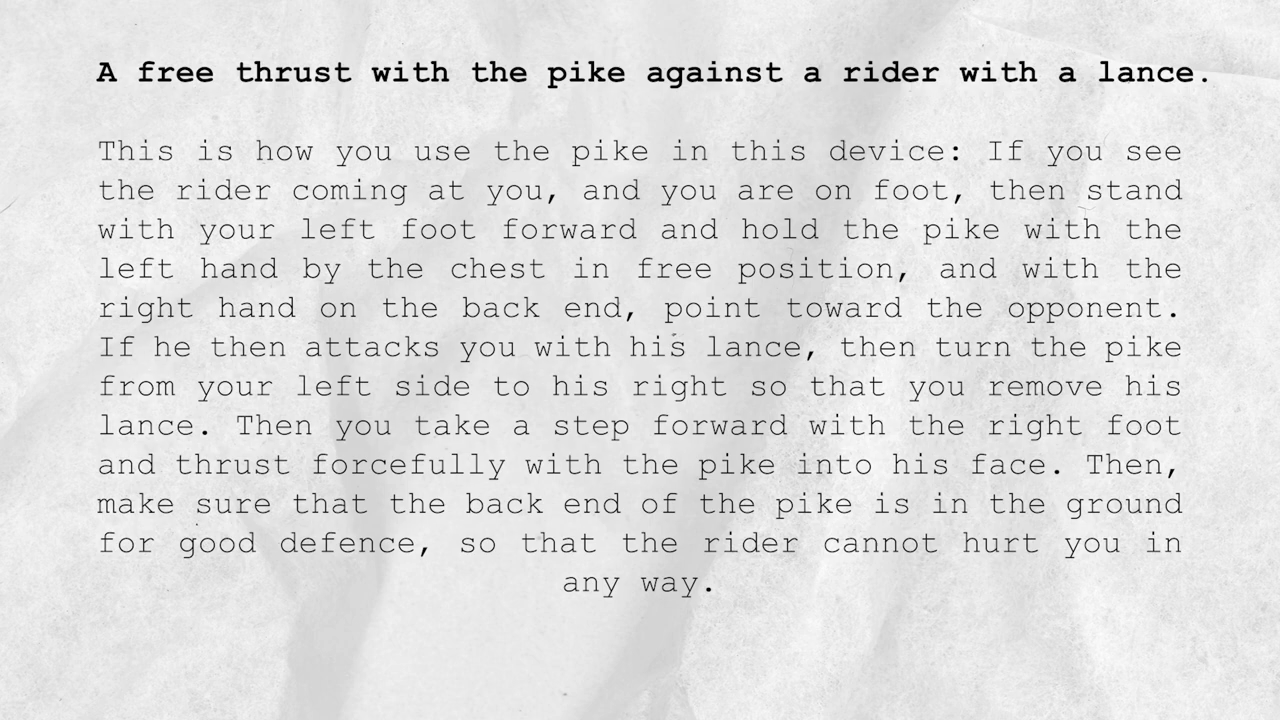 A free thrust with the pike against a rider with a lance.
This is how you use the pike in this device: If you see
the rider coming at you, and you are on foot, then stand
with your left foot forward and hold the pike with the
left hand by the chest in free position, and with the
right hand on the back end, point toward the opponent.
If he then attacks you with his lance, then turn the pike
from your left side to his right so that you remove his
lance. Then you take a step forward with the right foot
and thrust forcefully with the pike into his face. Then,
make sure that the back end of the pike is in the ground
for good defence, so that the rider cannot hurt you in
any way.